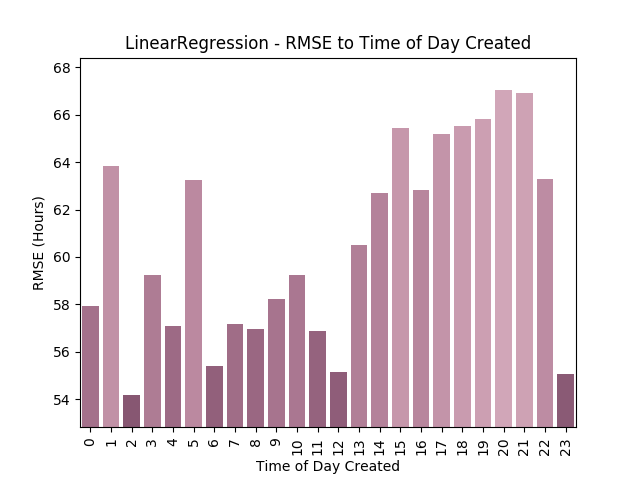 LinearRegression - RMSE to Time of Day Created
68
66
64
62
60
58
56
54
RMSE (Hours)
0 1 2 3 4 5 6 7 8 9 10 11 12 13 14 15 16 17 18 19 20 21 22 23
Time of Day Created